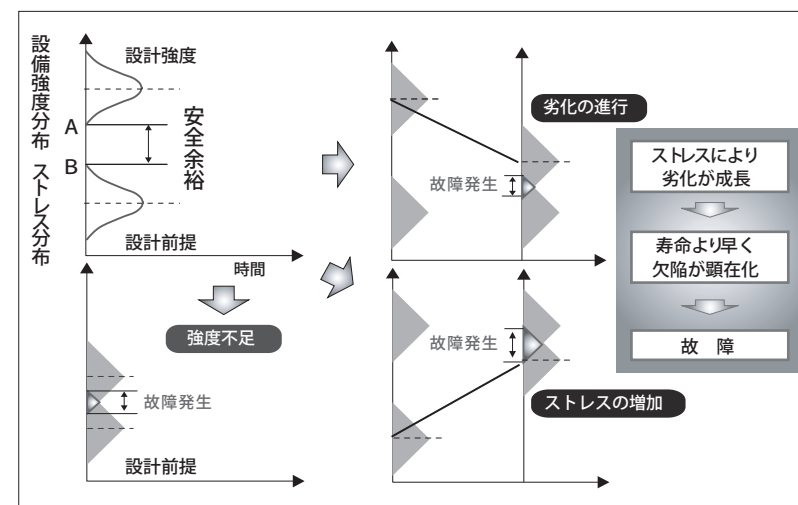 設備強度分布
ストレス分布
設計強度
A
B
安全余裕
設計前提
時間
強度不足
故障発生
設計前提
劣化の進行
故障発生
故障発生
ストレスの増加
ストレスにより
劣化が成長
寿命より早く
欠陥が顕在化
故 障